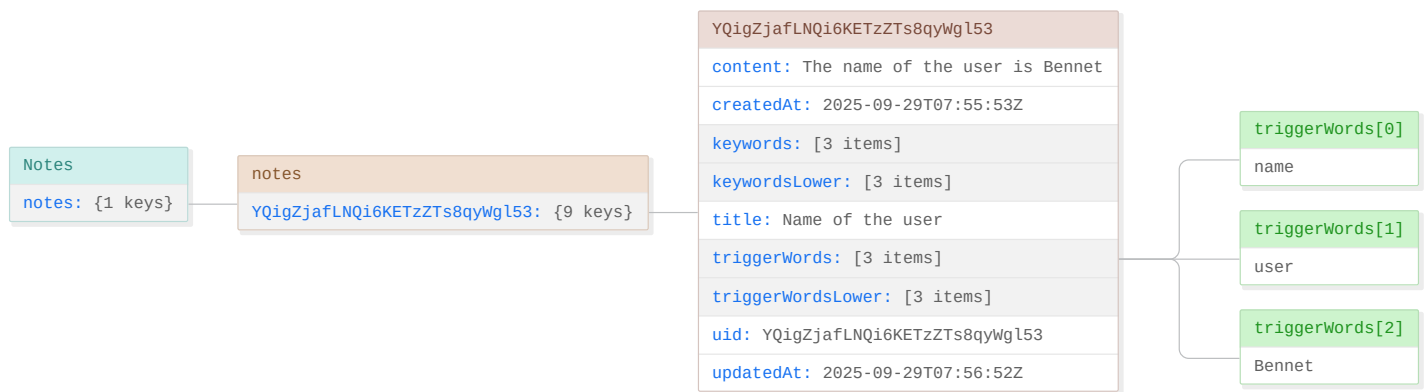 Notes
notes: {1 keys}
notes
YQigZjafLNQi6KETzZTs8qyWgl53: {9 keys}
YQigZjafLNQi6KETzZTs8qyWgl53
content: The name of the user is Bennet
createdAt: 2025-09-29T07:55:53Z
keywords: [3 items]
keywordsLower: [3 items]
title: Name of the user
triggerWords: [3 items]
triggerWordsLower: [3 items]
uid: YQigZjafLNQi6KETzZTs8qyWgl53
updatedAt: 2025-09-29T07:56:52Z
triggerWords[0]
name
triggerWords[1]
user
triggerWords[2]
Bennet